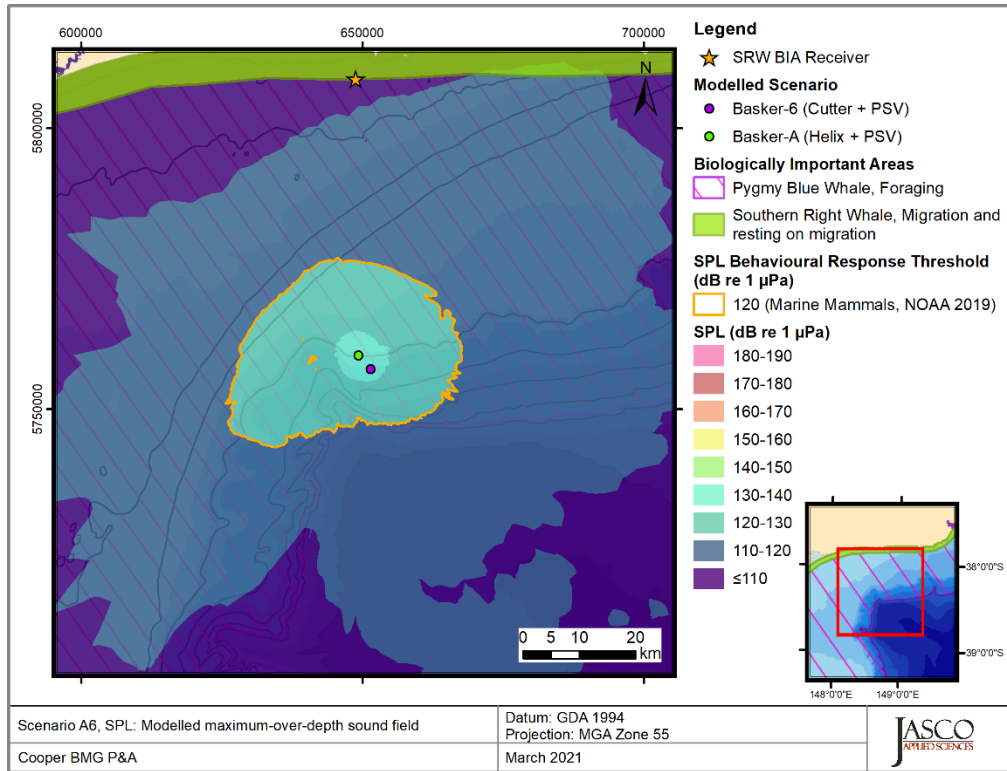 600000
650000
700000
5800000
5750000
N
0 5 10 20
km
Legend
SRW BIA Receiver
Modelled Scenario
Basker-6 (Cutter + PSV)
Basker-A (Helix + PSV)
Biologically Important Areas
Pygmy Blue Whale, Foraging
Southern Right Whale, Migration and
resting on migration
SPL Behavioural Response Threshold
(dB re 1 µPa)
120 (Marine Mammals, NOAA 2019)
SPL (dB re 1 µPa)
180-190
170-180
160-170
150-160
140-150
130-140
120-130
110-120
≤110
38°0'0"S
39°0'0"S
148°0'0"E
149°0'0"E
Scenario A6, SPL: Modelled maximum-over-depth sound field
Datum: GDA 1994
Projection: MGA Zone 55
Cooper BMG P&A
March 2021
JASCO
APPLIED SCIENCES